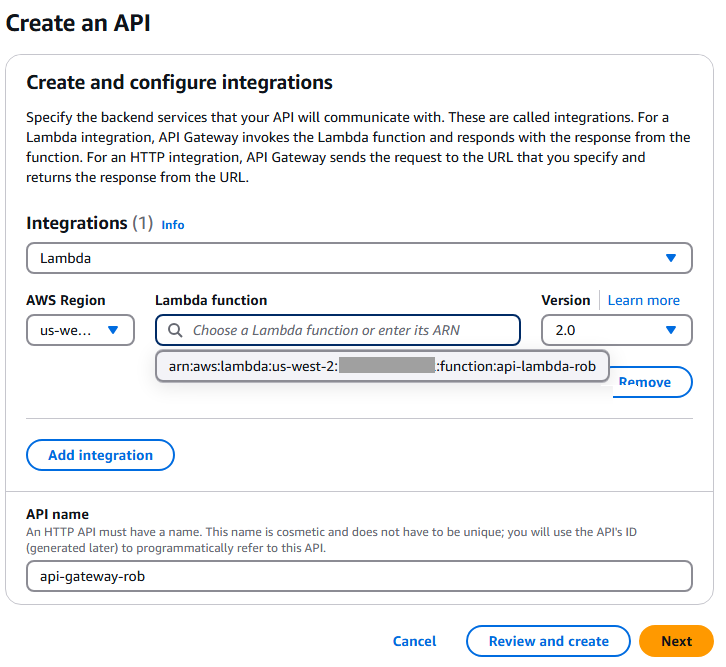 Create an API
Create and configure integrations
Specify the backend services that your API will communicate with. These are called integrations. For a
Lambda integration, API Gateway invokes the Lambda function and responds with the response from the
function. For an HTTP integration, API Gateway sends the request to the URL that you specify and
returns the response from the URL.
Integrations (1) Info
Lambda
AWS Region Lambda function Version Learn more
us-we... Choose a Lambda function or enter its ARN 2.0
arn:aws:lambda:us-west-2: :function:api-lambda-rob
Remove
Add integration
API name
An HTTP API must have a name. This name is cosmetic and does not have to be unique; you will use the API's ID
(generated later) to programmatically refer to this API.
api-gateway-rob
Cancel Review and create Next